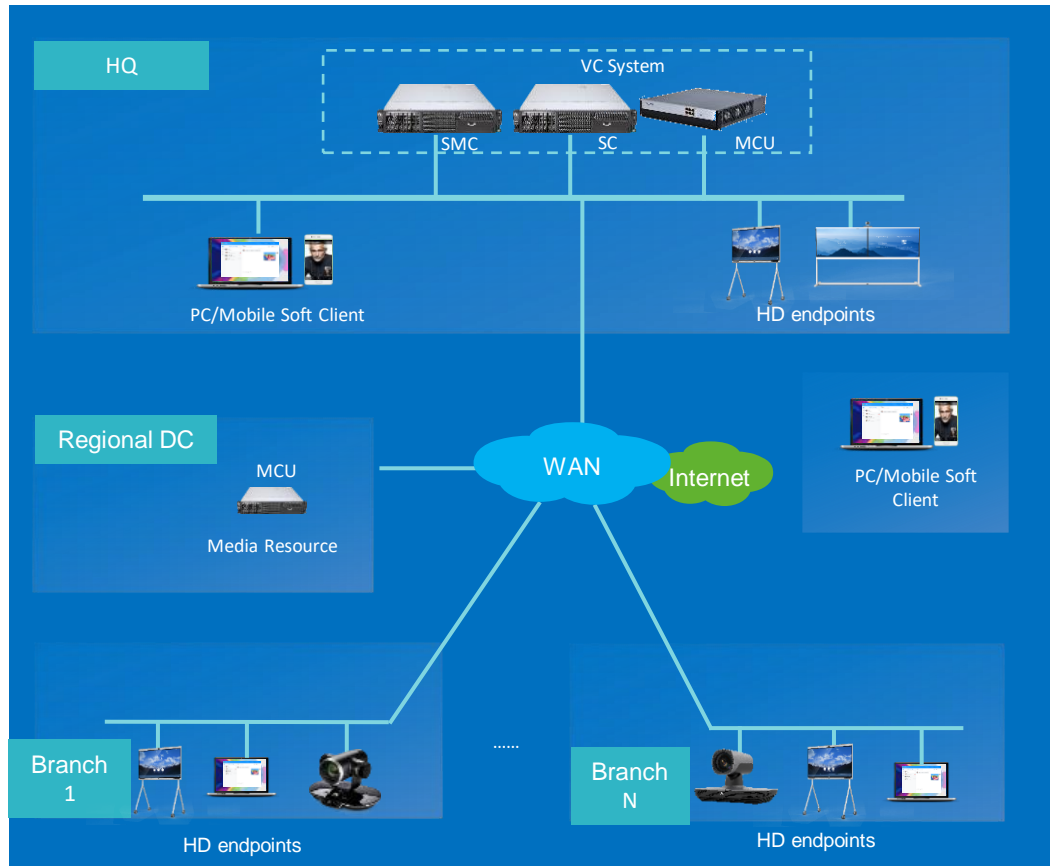 HQ
VC System
SMC
SC
MCU
PC/Mobile Soft Client
HD endpoints
Regional DC
MCU
Media Resource
WAN
Internet
PC/Mobile Soft
Client
Branch
1
HD endpoints
......
Branch
N
HD endpoints